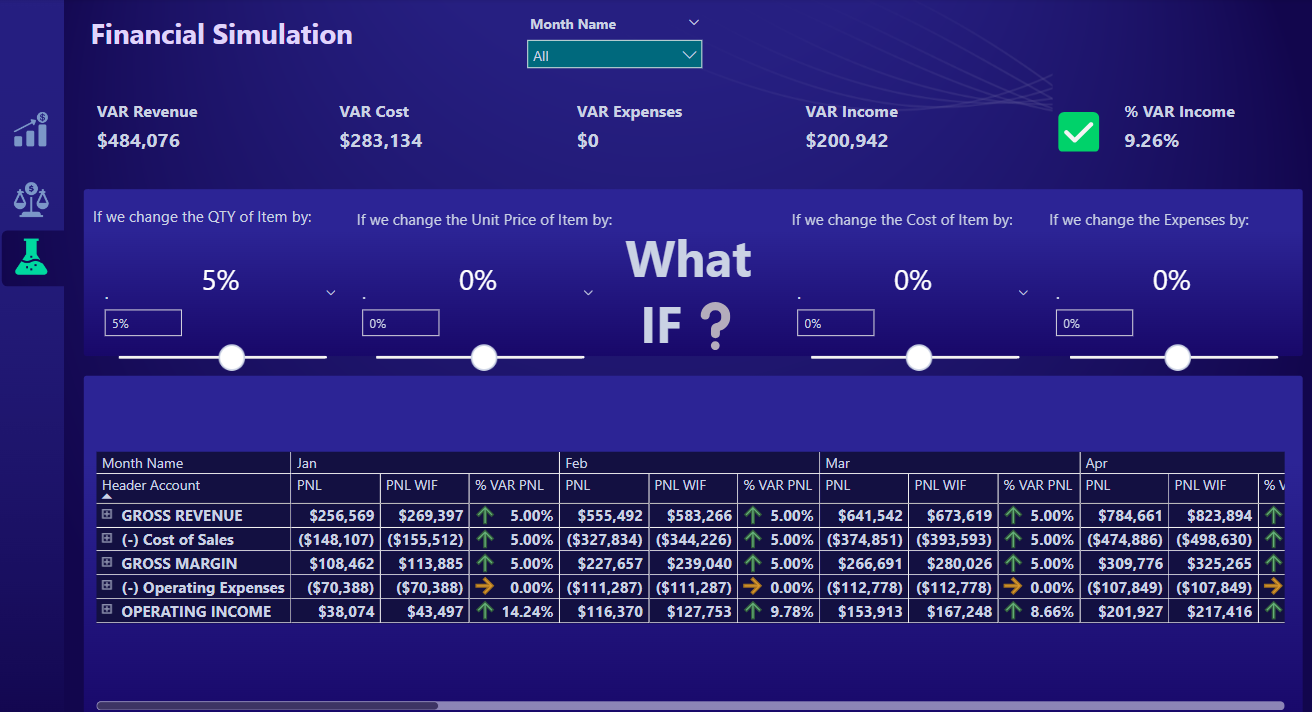 Financial Simulation
Month Name
All
VAR Revenue
$484,076
VAR Cost
$283,134
VAR Expenses
$0
VAR Income
$200,942
% VAR Income
9.26%
If we change the QTY of Item by:
5%
.
5%
If we change the Unit Price of Item by:
0%
.
0%
What
IF ?
If we change the Cost of Item by:
0%
.
0%
If we change the Expenses by:
0%
.
0%
Month Name Jan Feb Mar Apr
Header Account PNL PNL WIF % VAR PNL PNL PNL WIF % VAR PNL PNL PNL WIF % VAR PNL PNL PNL WIF % V
GROSS REVENUE $256,569 $269,397 5.00% $555,492 $583,266 5.00% $641,542 $673,619 5.00% $784,661 $823,894
(-) Cost of Sales ($148,107) ($155,512) 5.00% ($327,834) ($344,226) 5.00% ($374,851) ($393,593) 5.00% ($474,886) ($498,630)
GROSS MARGIN $108,462 $113,885 5.00% $227,657 $239,040 5.00% $266,691 $280,026 5.00% $309,776 $325,265
(-) Operating Expenses ($70,388) ($70,388) 0.00% ($111,287) ($111,287) 0.00% ($112,778) ($112,778) 0.00% ($107,849) ($107,849)
OPERATING INCOME $38,074 $43,497 14.24% $116,370 $127,753 9.78% $153,913 $167,248 8.66% $201,927 $217,416